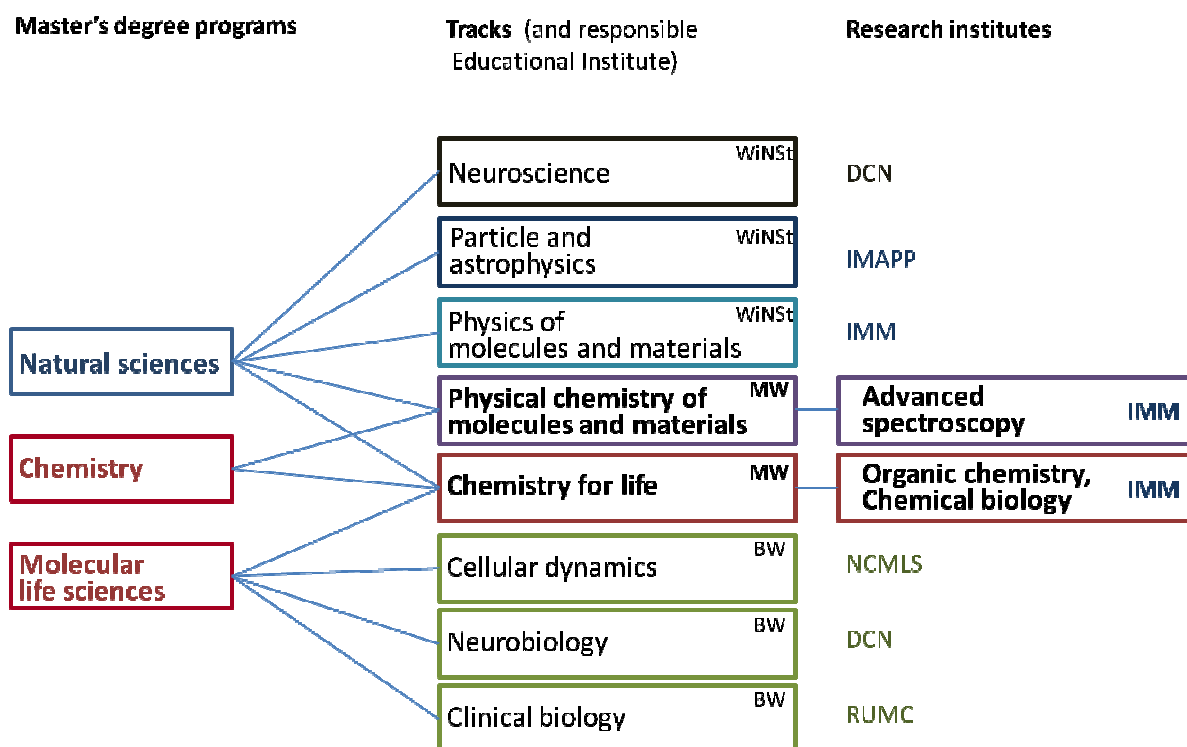 Master's degree programs
Tracks (and responsible
Educational Institute)
Research institutes
WiNSt
Neuroscience
DCN
Particle and
astrophysics
WiNSt
IMAPP
Physics of
molecules and materials
WiNSt
IMM
Natural sciences
Physical chemistry of
molecules and materials
MW
Advanced
spectroscopy
IMM
Chemistry
Chemistry for life
MW
Organic chemistry,
Chemical biology
IMM
Molecular
life sciences
Cellular dynamics
BW
NCMLS
Neurobiology
BW
DCN
Clinical biology
BW
RUMC